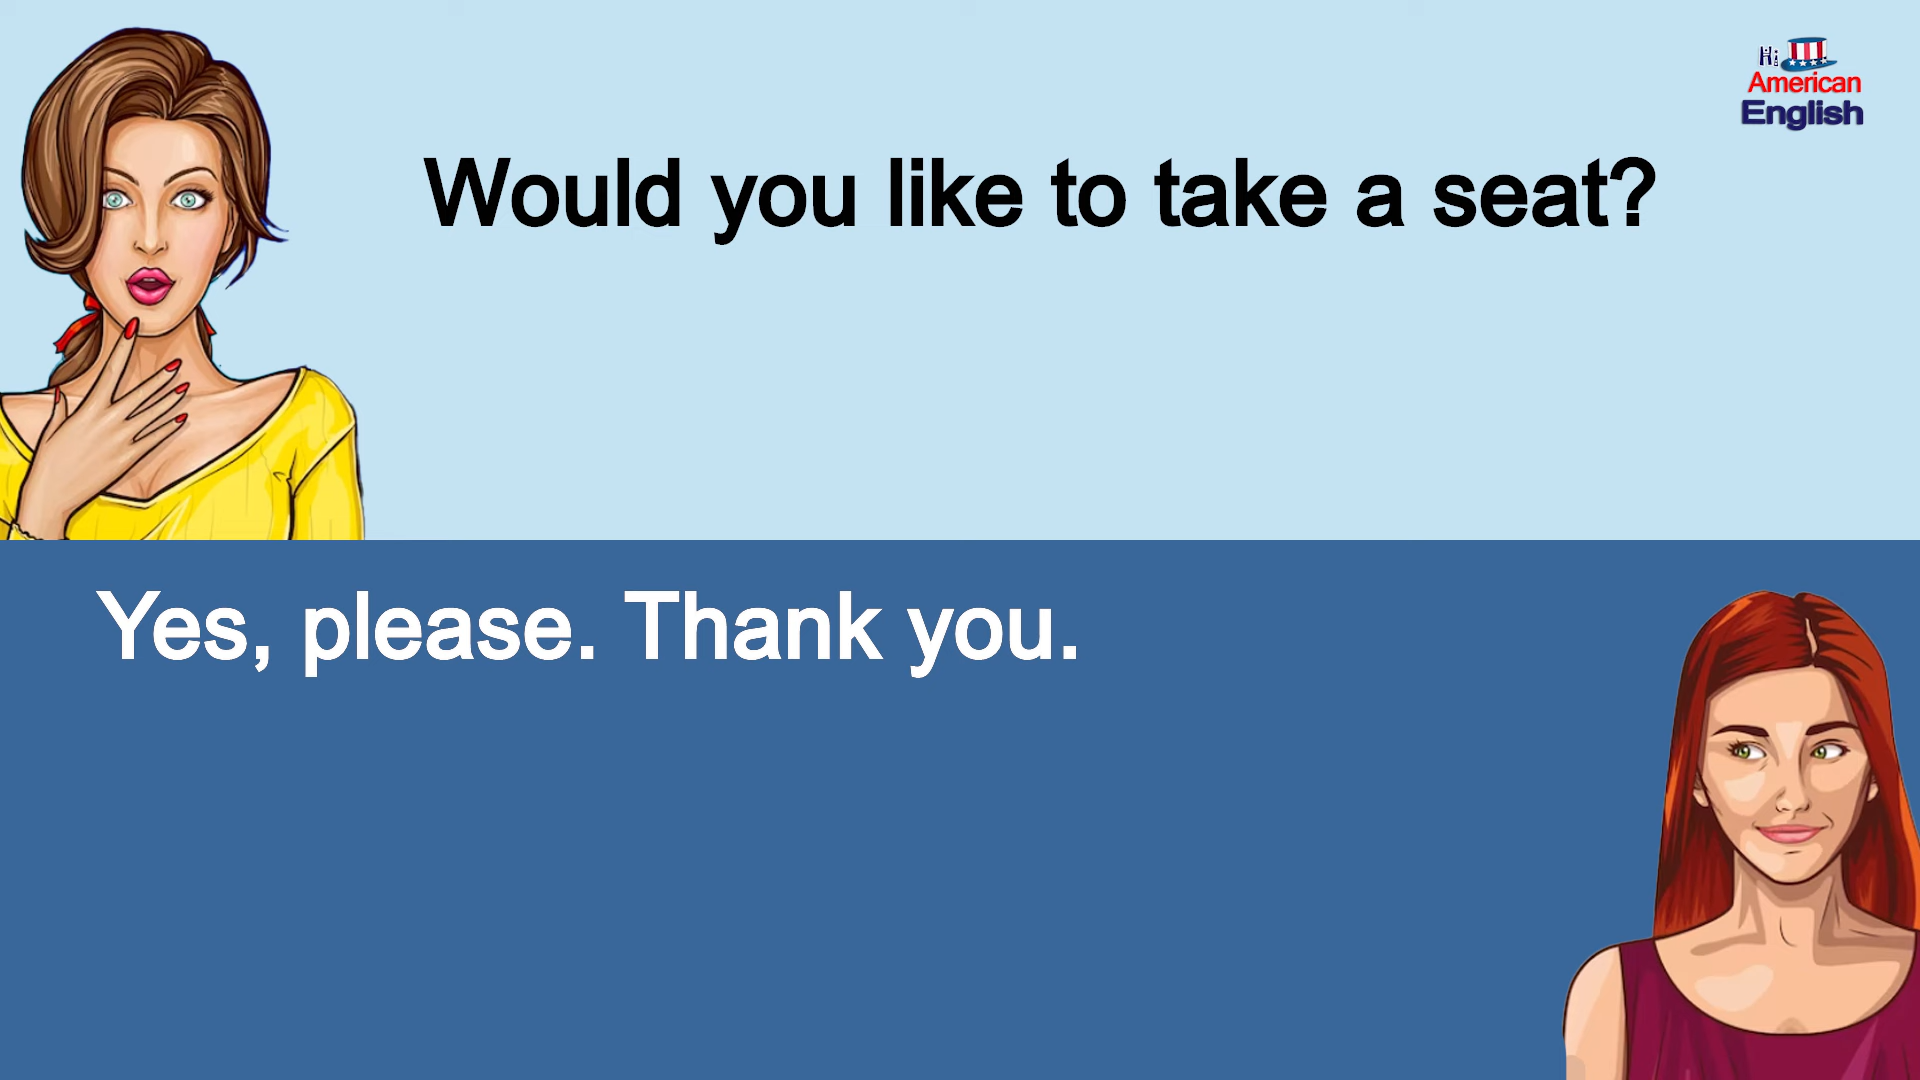 Hi
American
English
Would you like to take a seat?
Yes, please. Thank you.